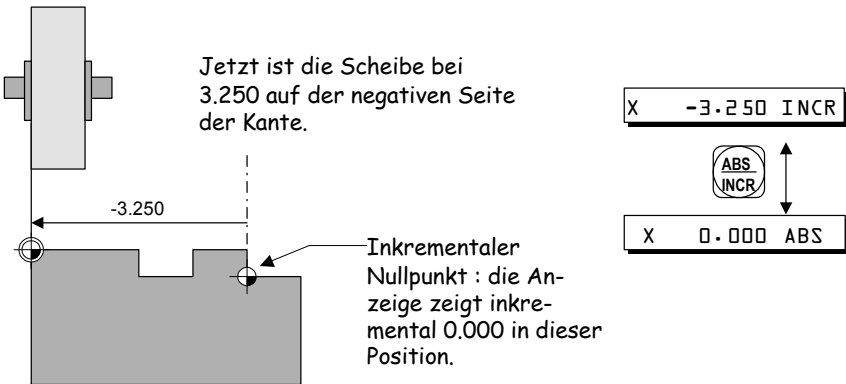 Jetzt ist die Scheibe bei
3.250 auf der negativen Seite
der Kante.
X -3.250 INCR
ABS
INCR
X 0.000 ABS
-3.250
Inkrementaler
Nullpunkt : die An-
zeige zeigt inkre-
mental 0.000 in dieser
Position.